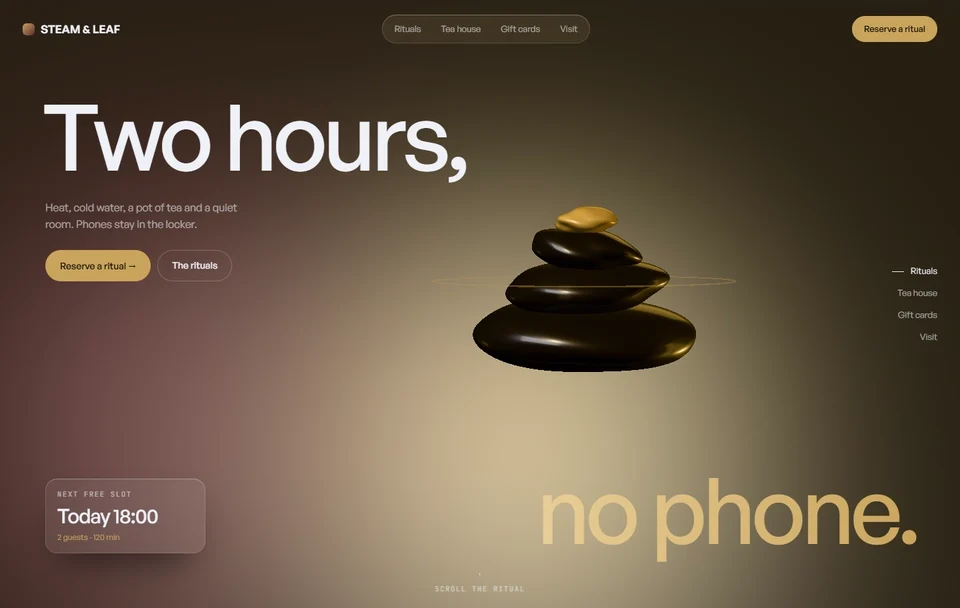 STEAM & LEAF
Rituals
Tea house
Gift cards
Visit
Reserve a ritual
Two hours,
Heat, cold water, a pot of tea and a quiet
room. Phones stay in the locker.
Reserve a ritual →
The rituals
Rituals
Tea house
Gift cards
Visit
NEXT FREE SLOT
Today 18:00
2 guests · 120 min
no phone.
SCROLL THE RITUAL